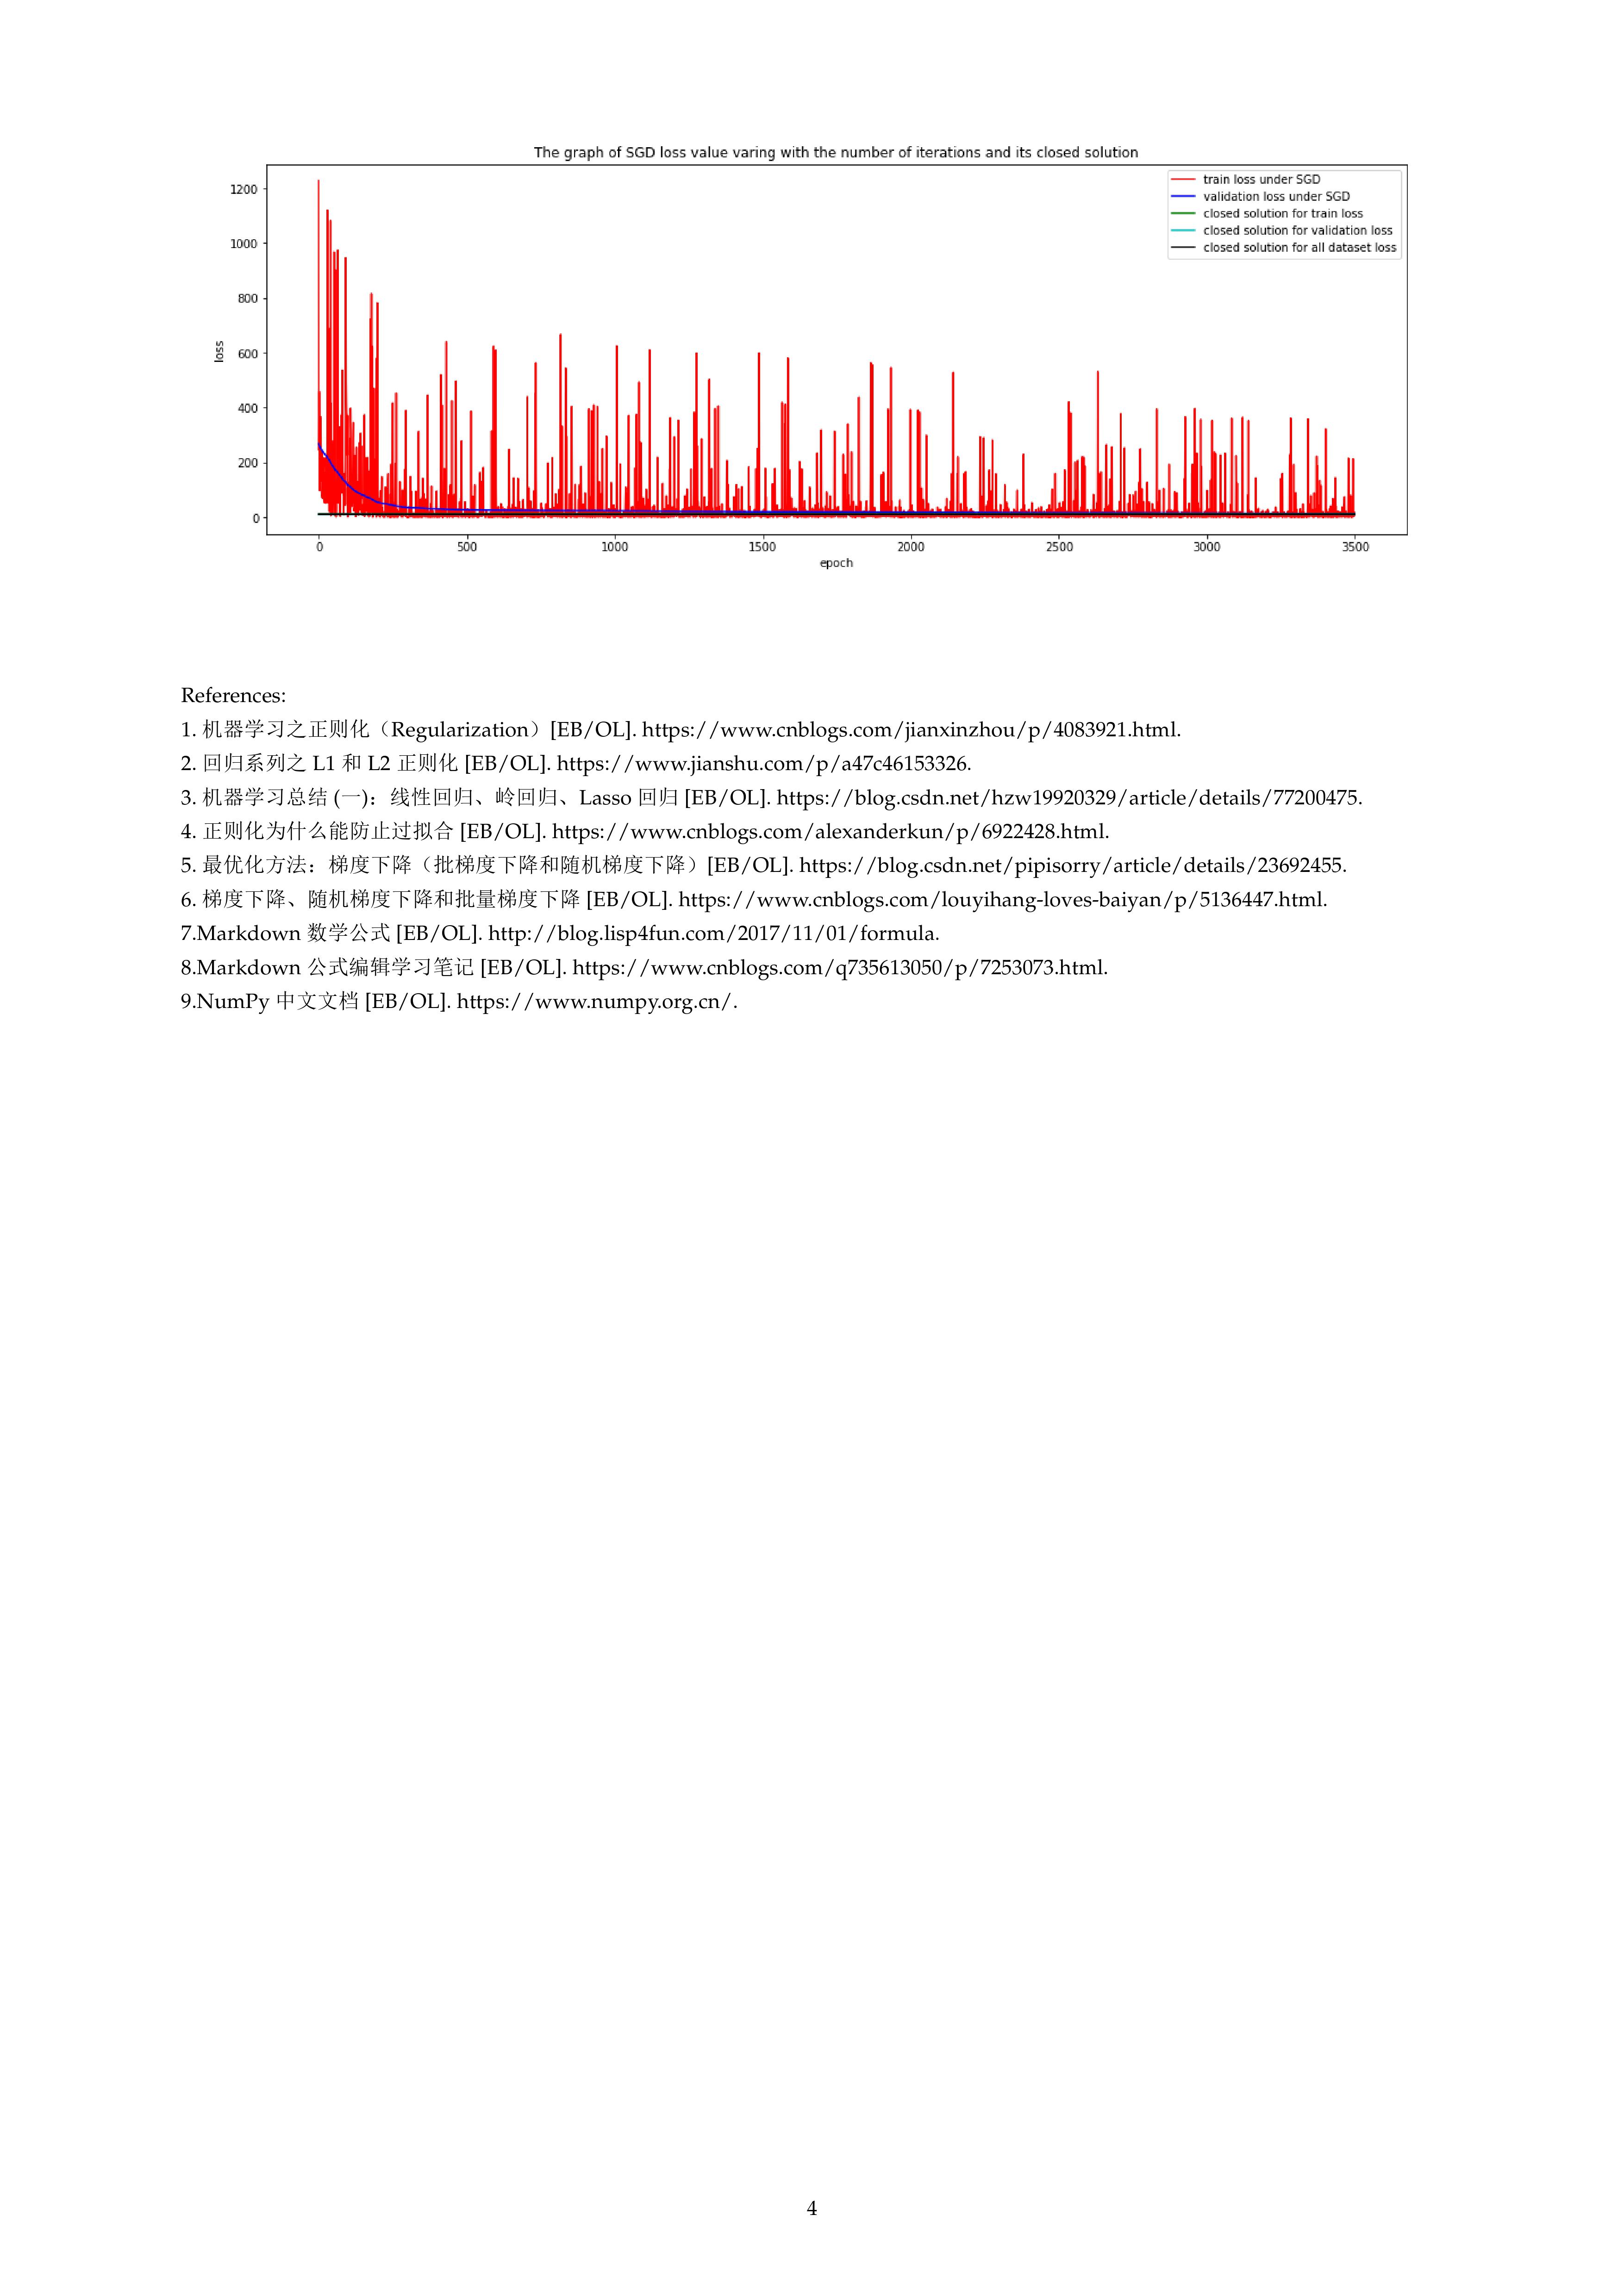 The graph of SGD loss value varing with the number of iterations and its closed solution
train loss under SGD
validation loss under SGD
closed solution for train loss
closed solution for validation loss
closed solution for all dataset loss
1200
1000
800
600
400
200
0
loss
0 500 1000 1500 2000 2500 3000 3500
epoch
References:
1. 机器学习之正则化（Regularization）[EB/OL]. https://www.cnblogs.com/jianxinzhou/p/4083921.html.
2. 回归系列之 L1 和 L2 正则化 [EB/OL]. https://www.jianshu.com/p/a47c46153326.
3. 机器学习总结 (一)：线性回归、岭回归、Lasso 回归 [EB/OL]. https://blog.csdn.net/hzw19920329/article/details/77200475.
4. 正则化为什么能防止过拟合 [EB/OL]. https://www.cnblogs.com/alexanderkun/p/6922428.html.
5. 最优化方法：梯度下降（批梯度下降和随机梯度下降）[EB/OL]. https://blog.csdn.net/pipisorry/article/details/23692455.
6. 梯度下降、随机梯度下降和批量梯度下降 [EB/OL]. https://www.cnblogs.com/louyihang-loves-baiyan/p/5136447.html.
7.Markdown 数学公式 [EB/OL]. http://blog.lisp4fun.com/2017/11/01/formula.
8.Markdown 公式编辑学习笔记 [EB/OL]. https://www.cnblogs.com/q735613050/p/7253073.html.
9.NumPy 中文文档 [EB/OL]. https://www.numpy.org.cn/.
4